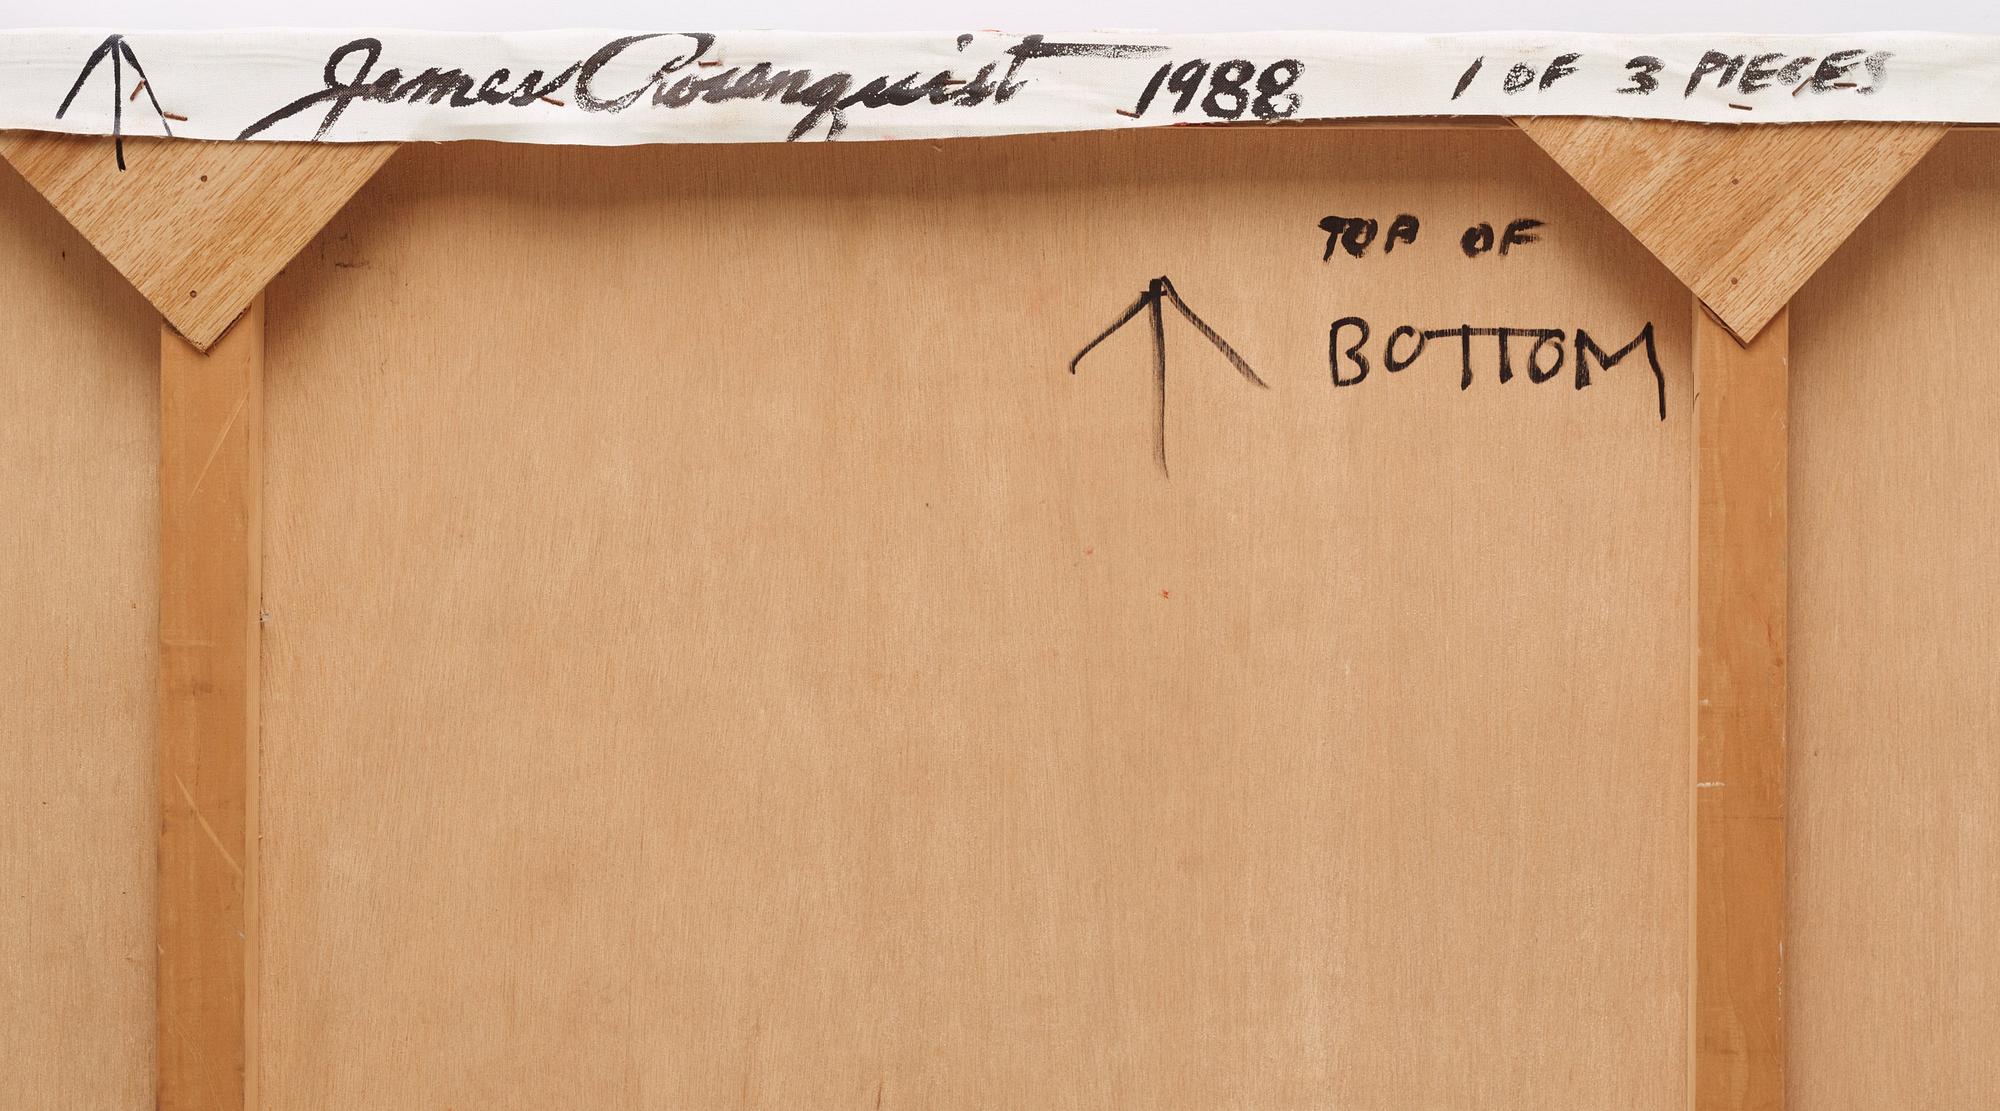 James Rosenquist 1988 1 OF 3 PIECES
TOP OF
BOTTOM